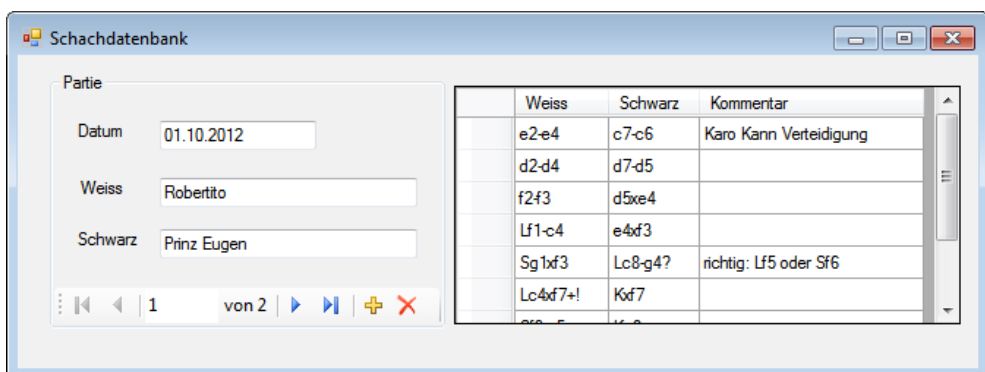 Schachdatenbank
Partie
Datum 01.10.2012
Weiss Robertito
Schwarz Prinz Eugen
1 von 2
Weiss Schwarz Kommentar
e2-e4 c7-c6 Karo Kann Verteidigung
d2-d4 d7-d5
f2-f3 d5xe4
Lf1-c4 e4xf3
Sg1xf3 Lc8-g4? richtig: Lf5 oder Sf6
Lc4xf7+! Kxf7